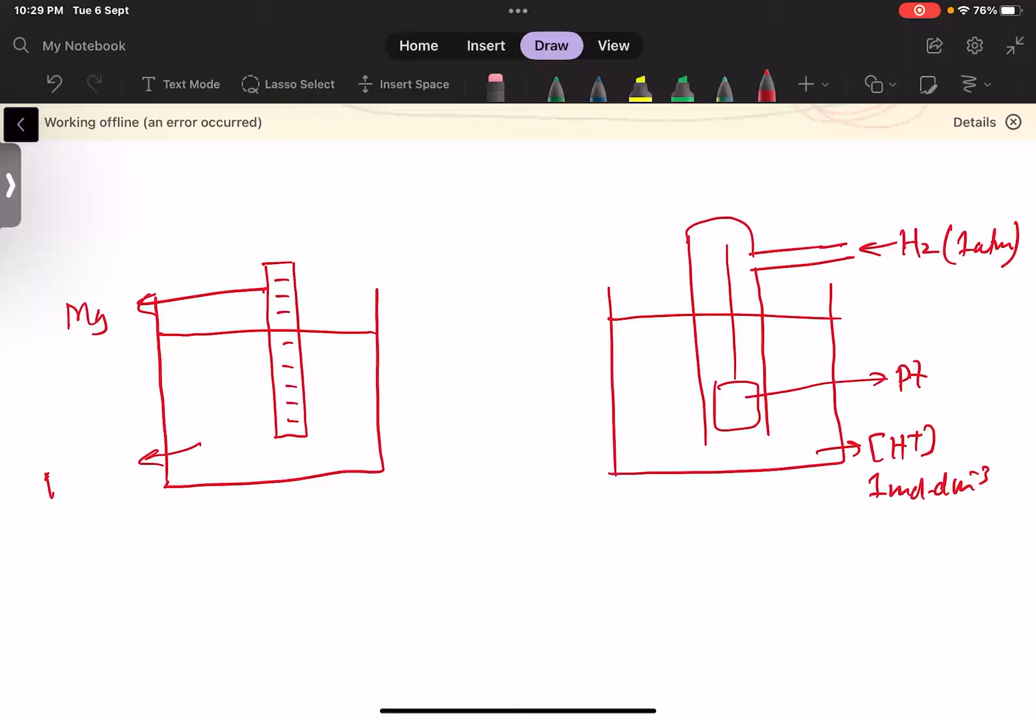 10:29 PM Tue 6 Sept
76%
My Notebook
Home Insert Draw View
Text Mode Lasso Select Insert Space
Working offline (an error occurred)
Details
H2 (1atm)
Mg
Pt
[H+]
1mol-dm-3